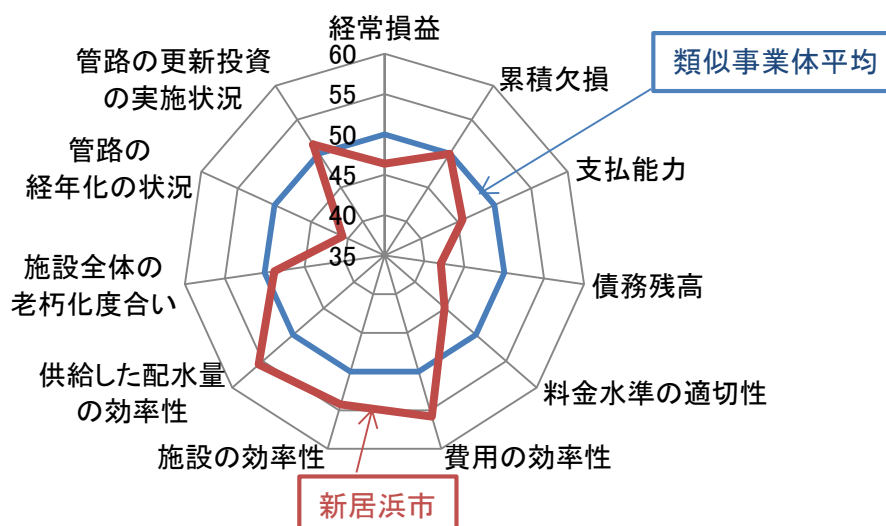 経常損益
60
55
50
45
40
35
累積欠損
類似事業体平均
支払能力
債務残高
料金水準の適切性
費用の効率性
新居浜市
施設の効率性
供給した配水量
の効率性
施設全体の
老朽化度合い
管路の
経年化の状況
管路の更新投資
の実施状況